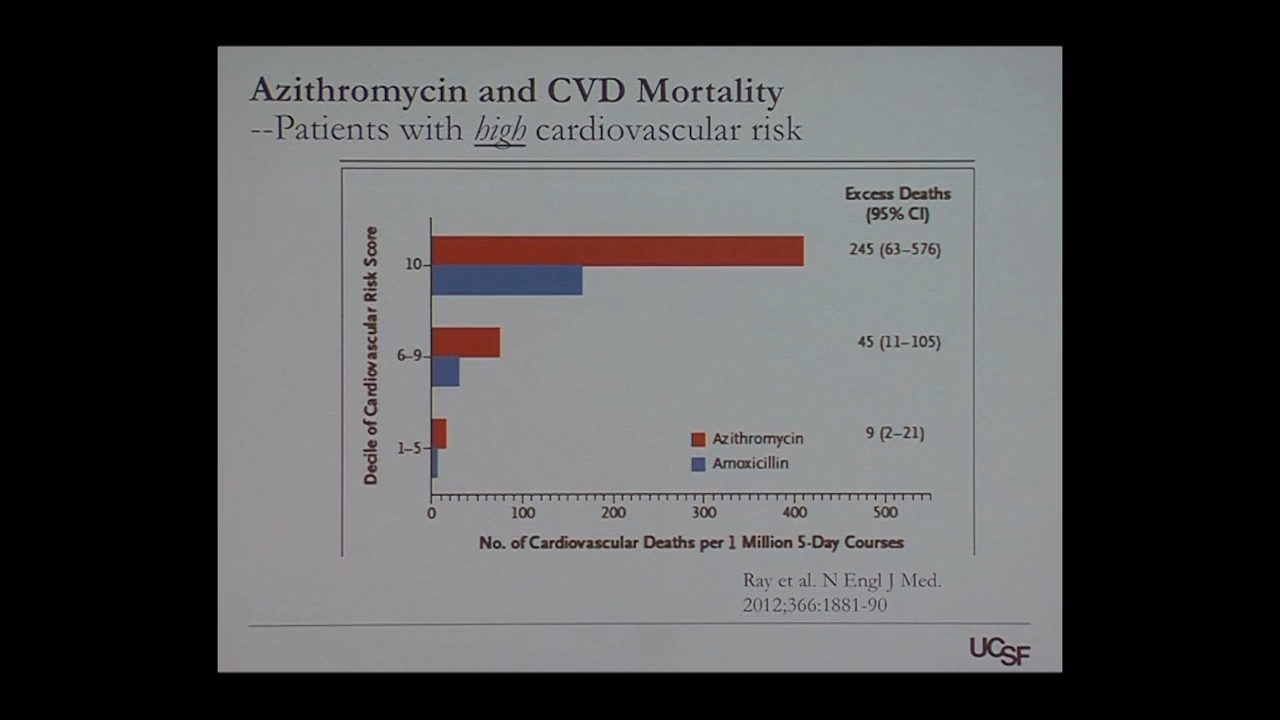 Azithromycin and CVD Mortality
--Patients with high cardiovascular risk
Excess Deaths
(95% CI)
Decile of Cardiovascular Risk Score
10
245 (63–576)
6–9
45 (11–105)
1–5
9 (2–21)
Azithromycin
Amoxicillin
0 100 200 300 400 500
No. of Cardiovascular Deaths per 1 Million 5-Day Courses
Ray et al. N Engl J Med.
2012;366:1881-90
UCSF